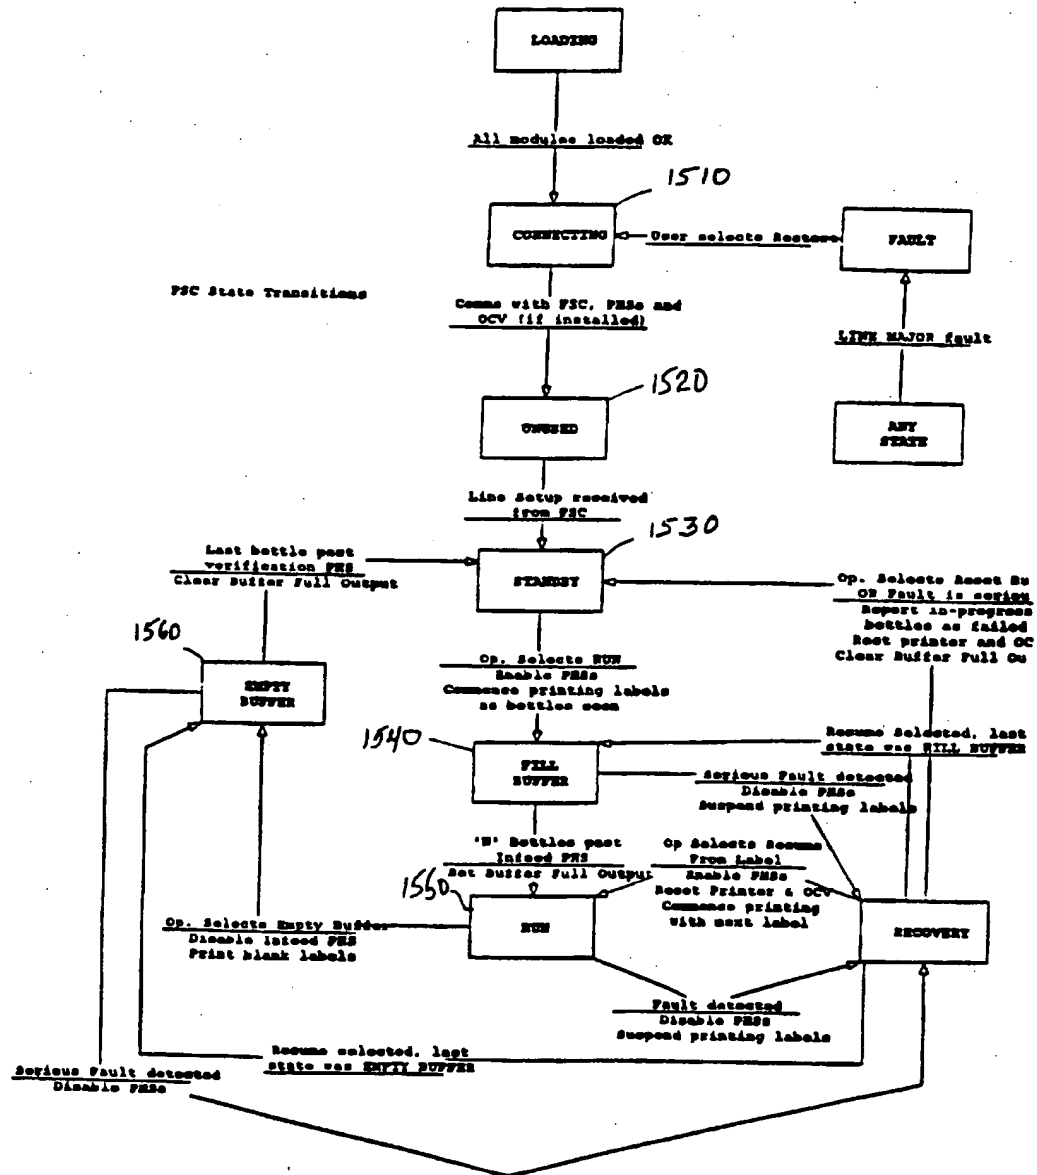 LOADING
All modules loaded OK
1510
CONNECTING
User selects Restart
FAULT
PSC State Transitions
Comms with FSC, PHSs and
OCV (if installed)
LINE MAJOR fault
1520
UNUSED
ANY
STATE
Line Setup received
from FSC
1530
STANDBY
Last bottle past
verification PHS
Clear Buffer Full Output
Op. Selects Reset Bu
OR Fault is seriou
Report in-progress
bottles as failed
Rest printer and OC
Clear Buffer Full Ou
1560
EMPTY
BUFFER
Op. Selects RUN
Enable PHSs
Commence printing labels
as bottles seen
1540
FILL
BUFFER
Resume Selected, last
state was FILL BUFFER
Serious Fault detected
Disable PHSs
Suspend printing labels
'N' Bottles past
Infeed PHS
Set Buffer Full Output
Op Selects Resume
From Label
Enable PHSs
Reset Printer & OCV
Commence printing
with next label
1550
RUN
RECOVERY
Op. Selects Empty Buffer
Disable Infeed PHS
Print blank labels
Fault detected
Disable PHSs
Suspend printing labels
Resume selected, last
state was EMPTY BUFFER
Serious Fault detected
Disable PHSs